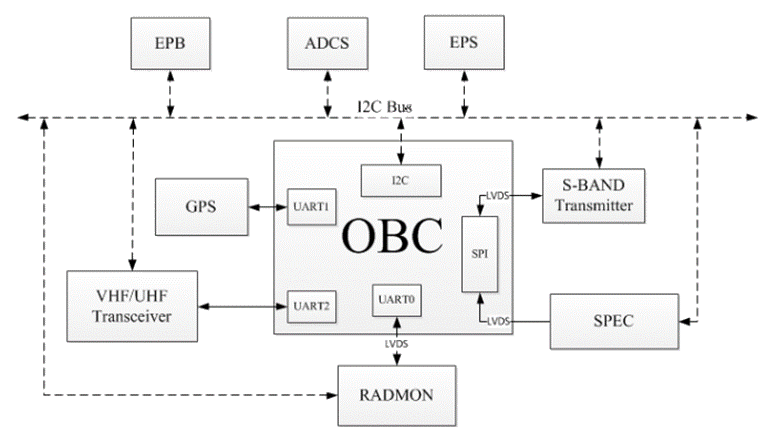 EPB
ADCS
EPS
I2C Bus
I2C
GPS
UART1
LVDS
S-BAND
Transmitter
OBC
SPI
VHF/UHF
Transceiver
UART2
UART0
LVDS
SPEC
LVDS
RADMON